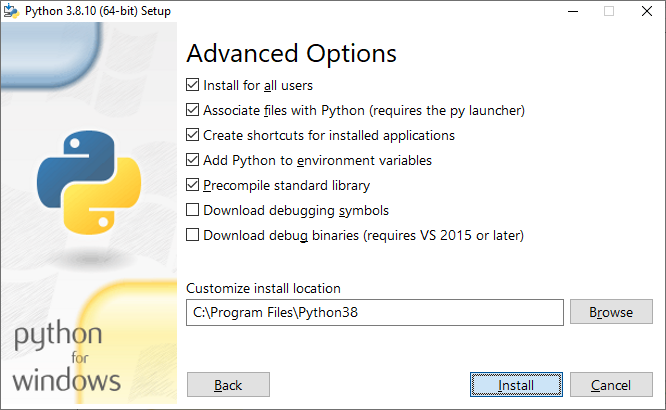 Python 3.8.10 (64-bit) Setup
Advanced Options
Install for all users
Associate files with Python (requires the py launcher)
Create shortcuts for installed applications
Add Python to environment variables
Precompile standard library
Download debugging symbols
Download debug binaries (requires VS 2015 or later)
Customize install location
C:\Program Files\Python38
Browse
python
for
windows
Back
Install
Cancel